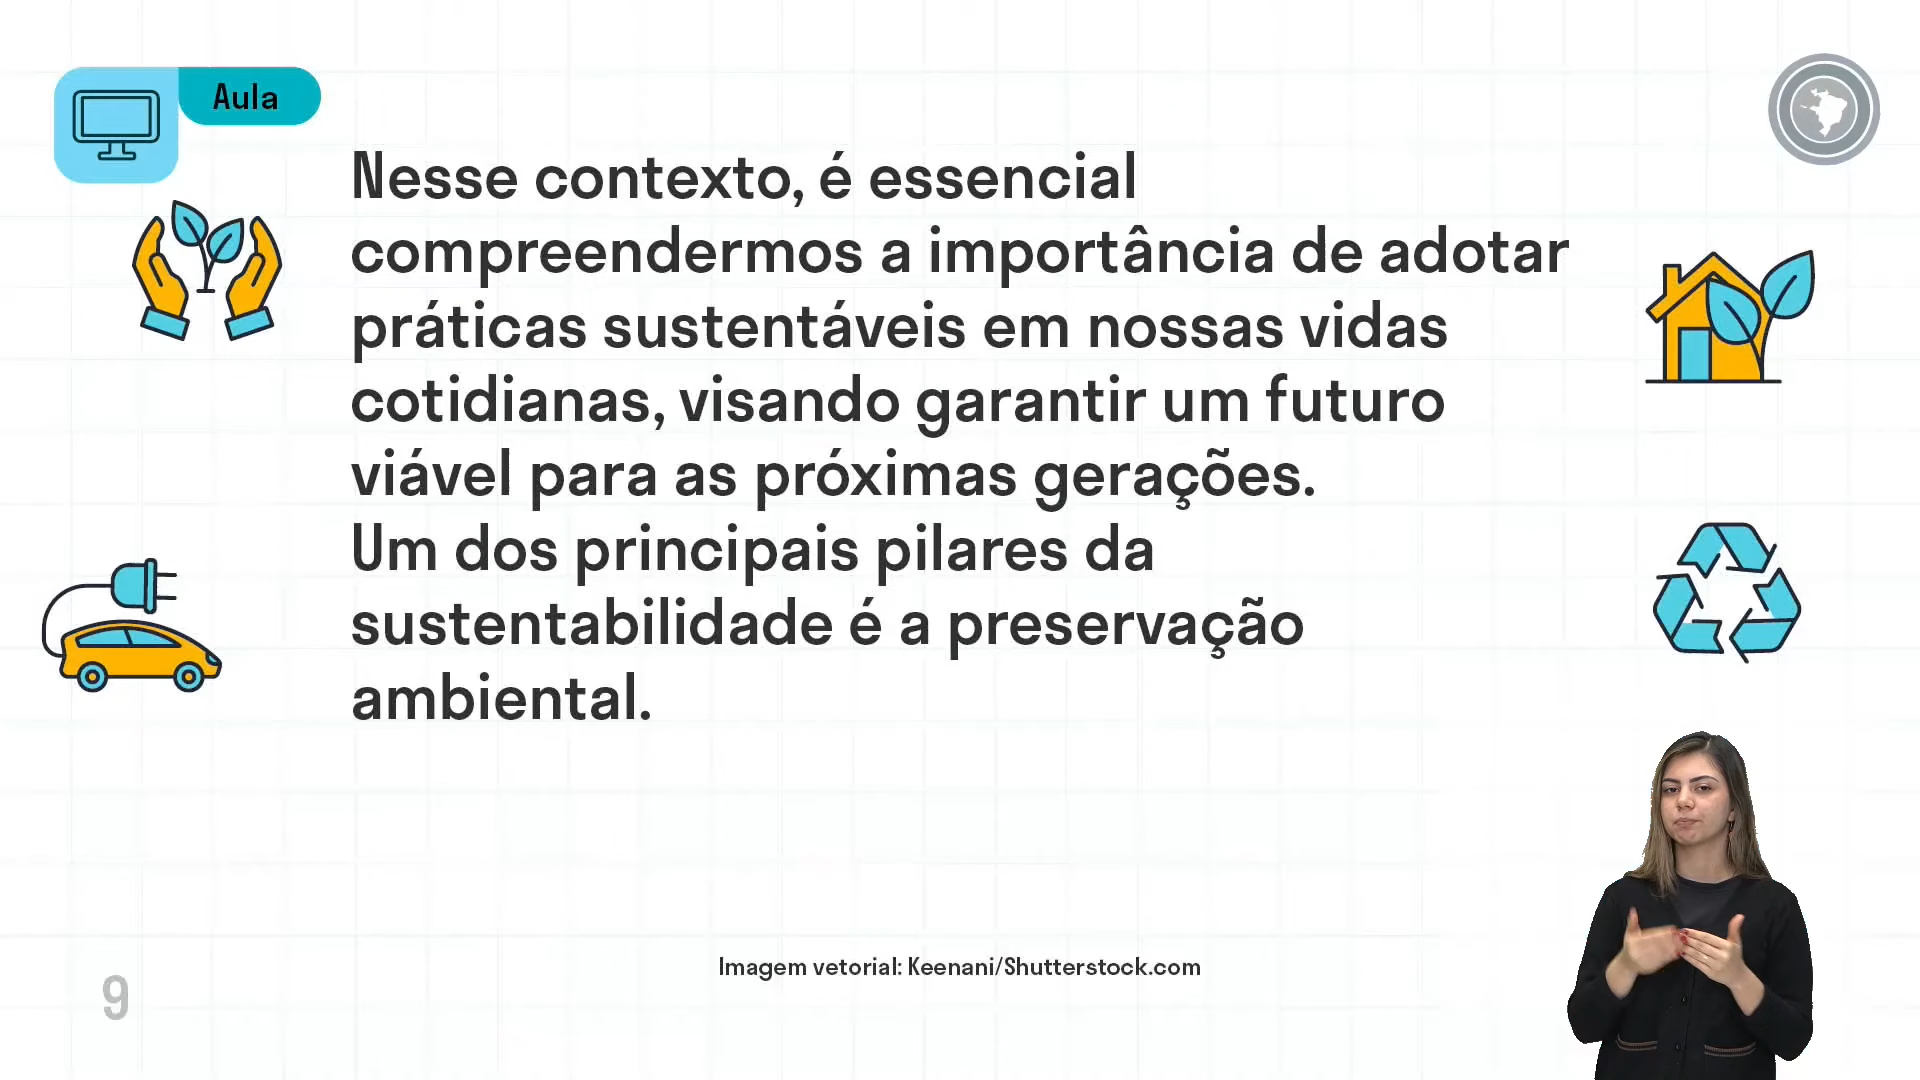 Aula
Nesse contexto, é essencial
compreendermos a importância de adotar
práticas sustentáveis em nossas vidas
cotidianas, visando garantir um futuro
viável para as próximas gerações.
Um dos principais pilares da
sustentabilidade é a preservação
ambiental.
Imagem vetorial: Keenani/Shutterstock.com
9